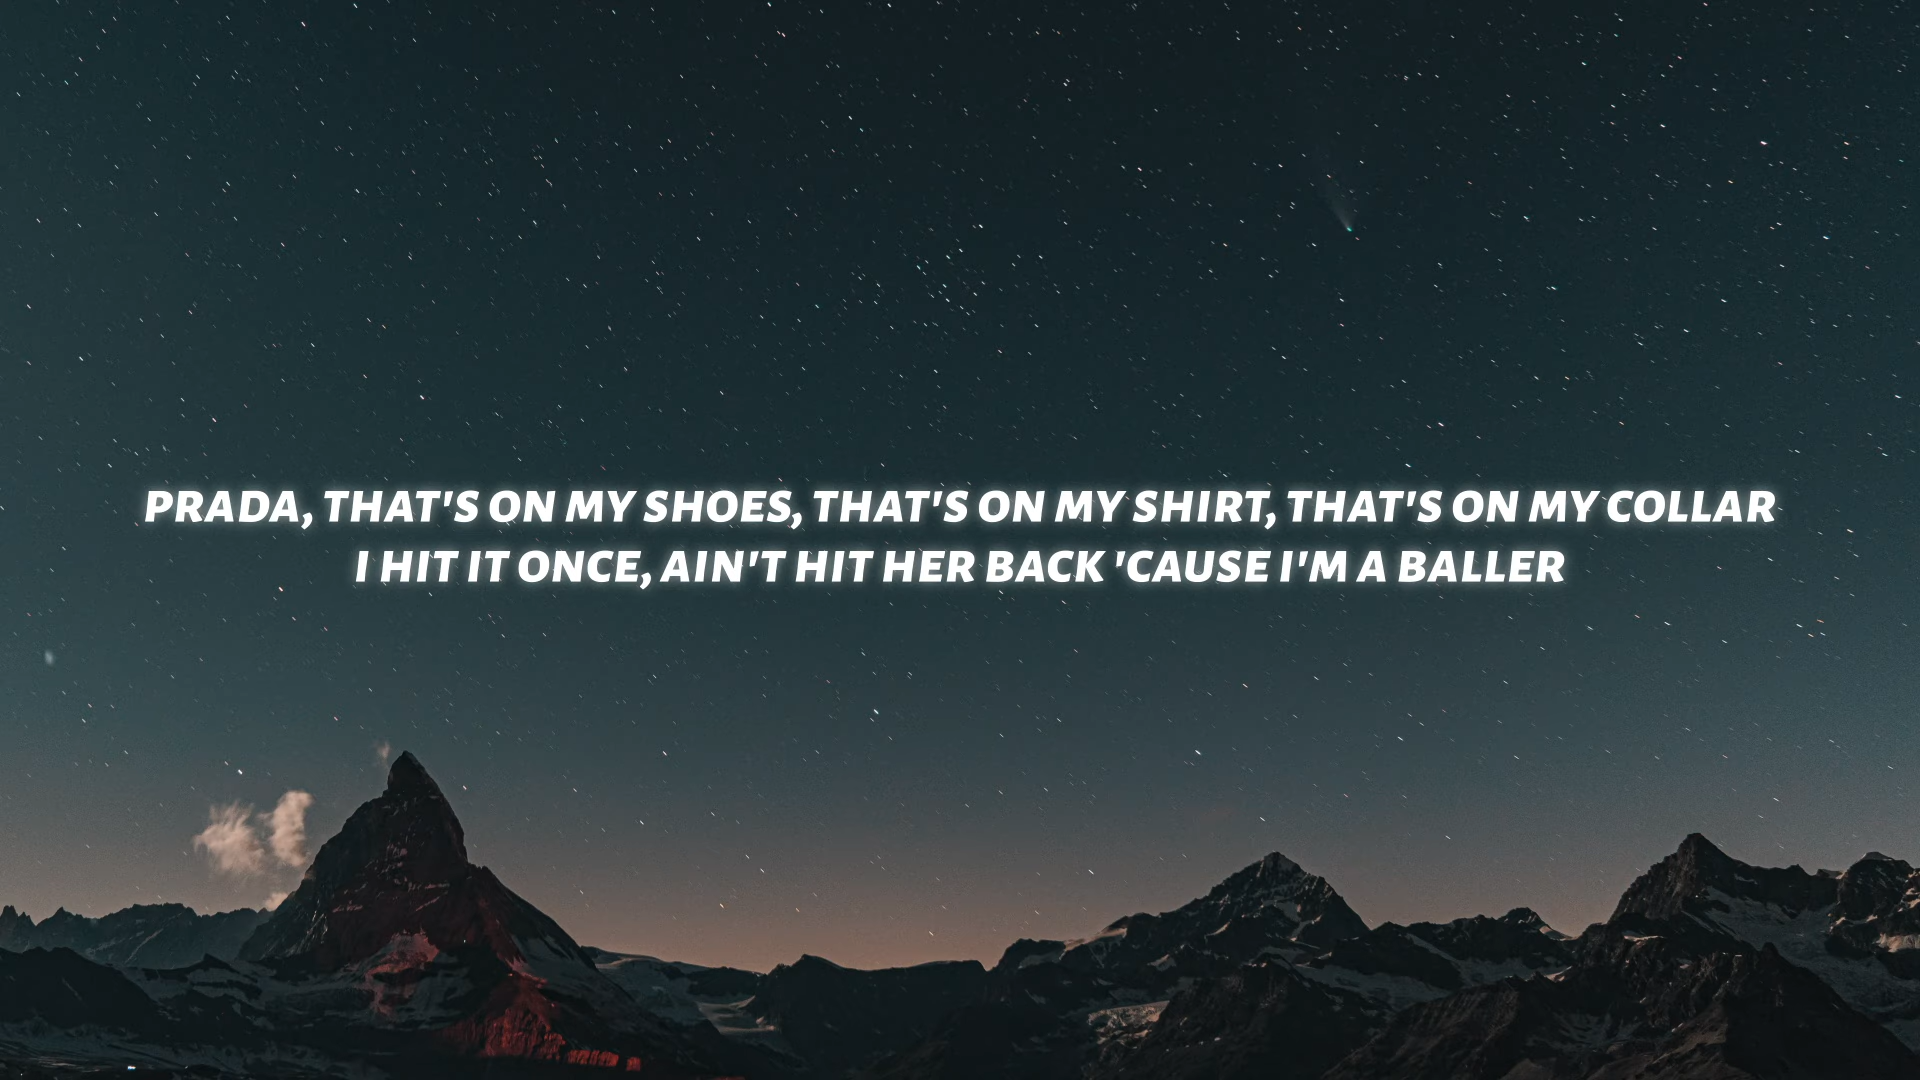 PRADA, THAT'S ON MY SHOES, THAT'S ON MY SHIRT, THAT'S ON MY COLLAR
I HIT IT ONCE, AIN'T HIT HER BACK 'CAUSE I'M A BALLER